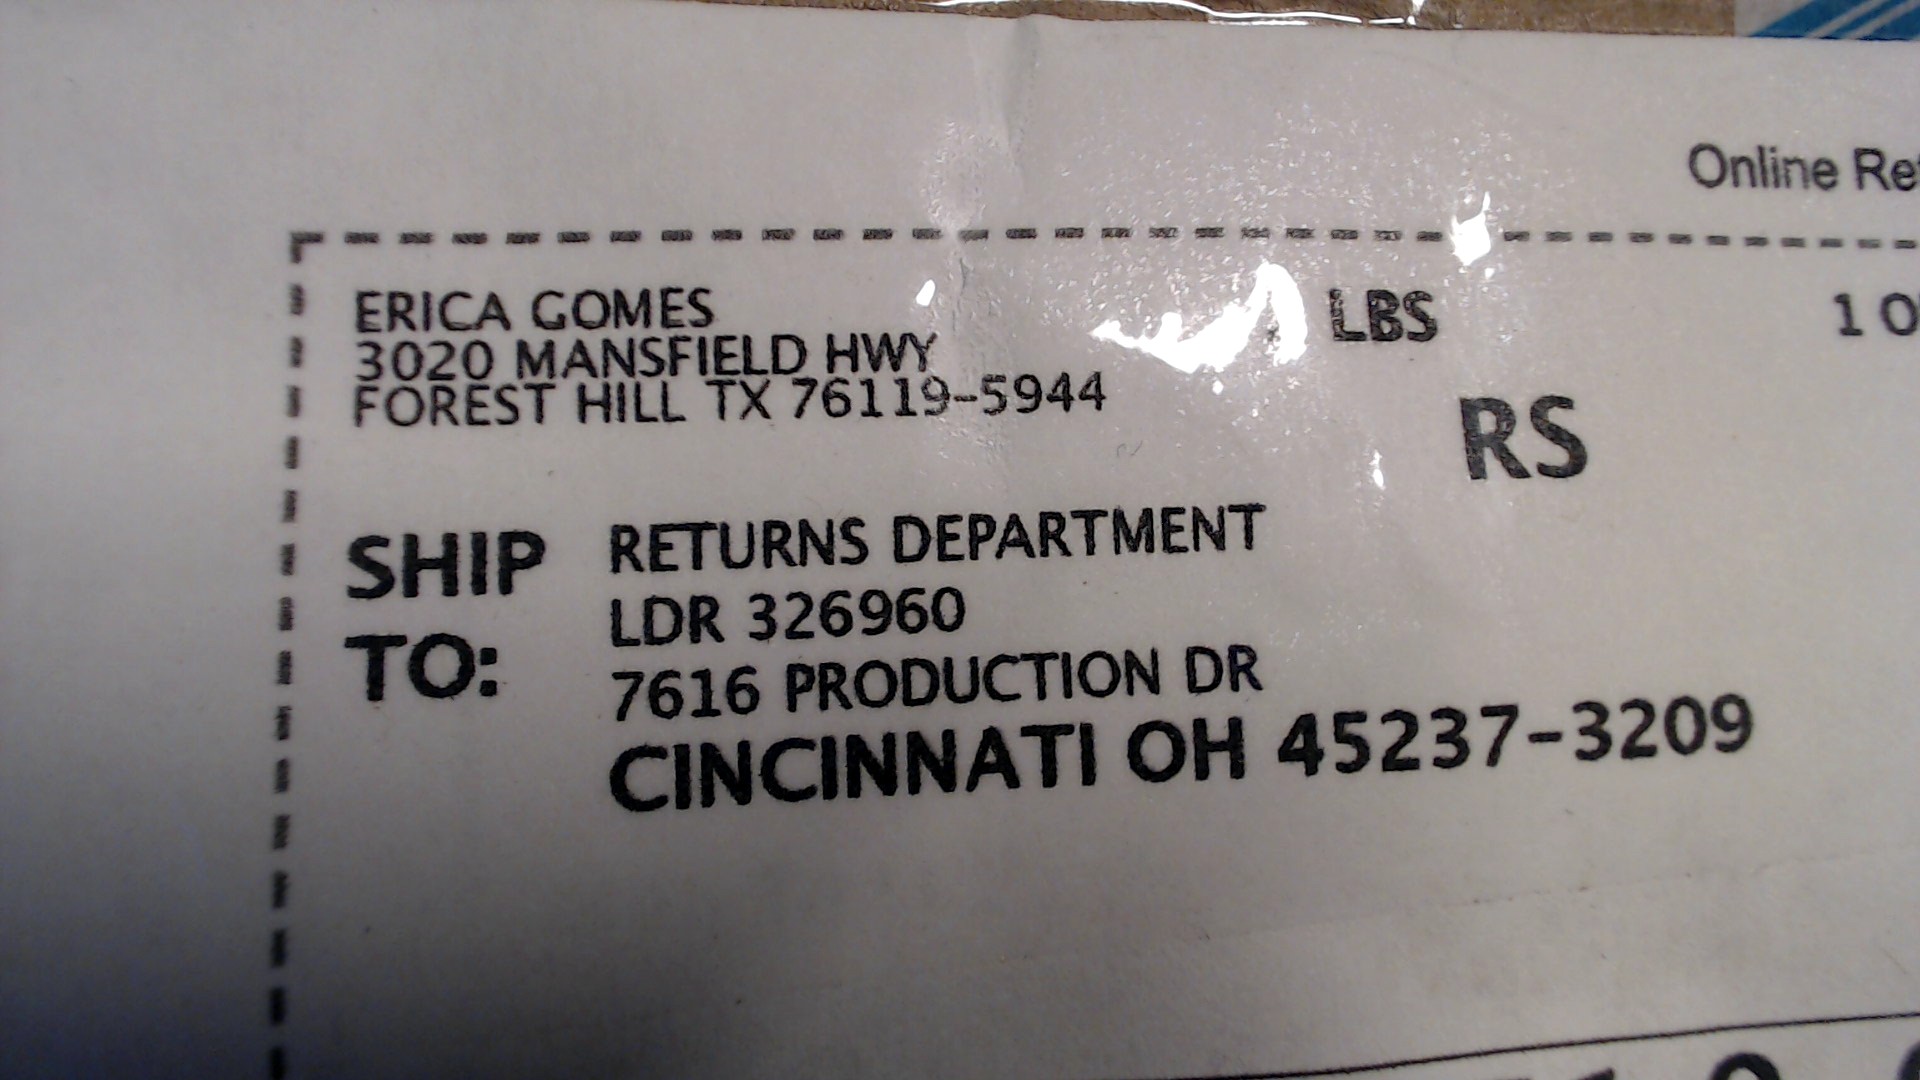 Online Re
ERICA GOMES
3020 MANSFIELD HWY
FOREST HILL TX 76119-5944
LBS
1 O
RS
SHIP
TO:
RETURNS DEPARTMENT
LDR 326960
7616 PRODUCTION DR
CINCINNATI OH 45237-3209